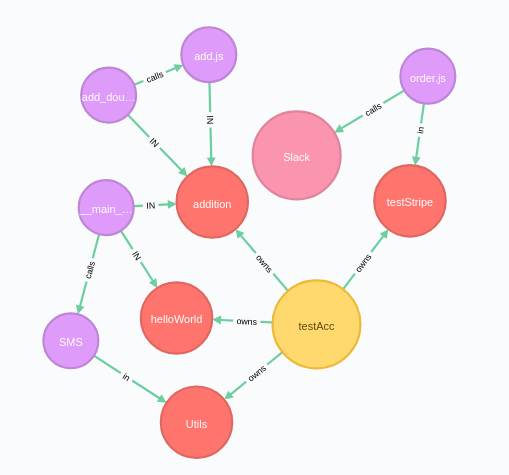 add.js
calls
add_dou...
order.js
calls
IN
in
IN
Slack
__main_...
IN
addition
testStripe
owns
owns
IN
calls
helloWorld
owns
testAcc
SMS
in
owns
Utils